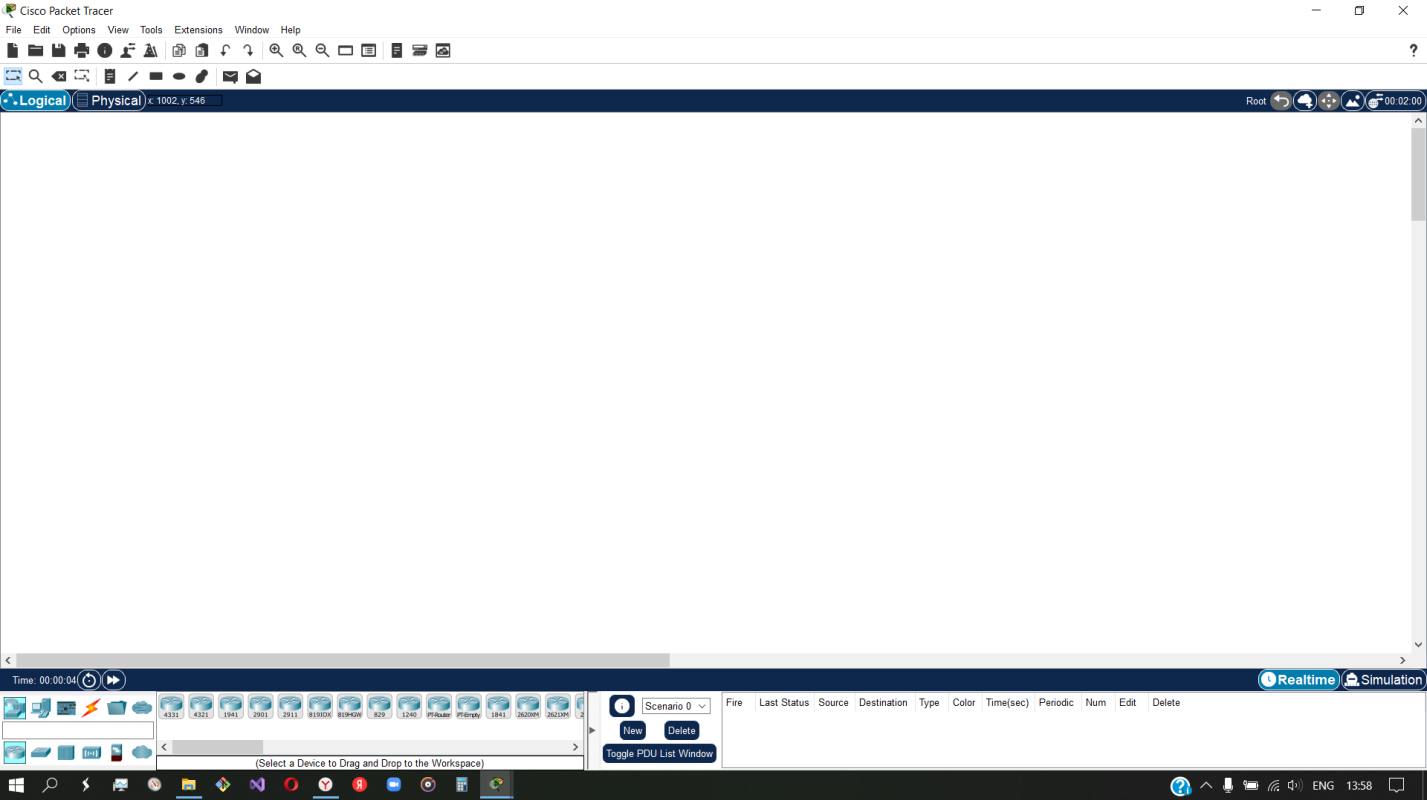 Cisco Packet Tracer
File Edit Options View Tools Extensions Window Help
?
Logical Physical x: 1002, y: 546 Root 00:02:00
Time: 00:00:04 Realtime Simulation
4331 4321 1941 2901 2911 819IOX 819HGW 829 1240 PT-Router PT-Empty 1841 2620XM 2621XM 2
Scenario 0
Fire Last Status Source Destination Type Color Time(sec) Periodic Num Edit Delete
New Delete
Toggle PDU List Window
(Select a Device to Drag and Drop to the Workspace)
Я ENG 13:58